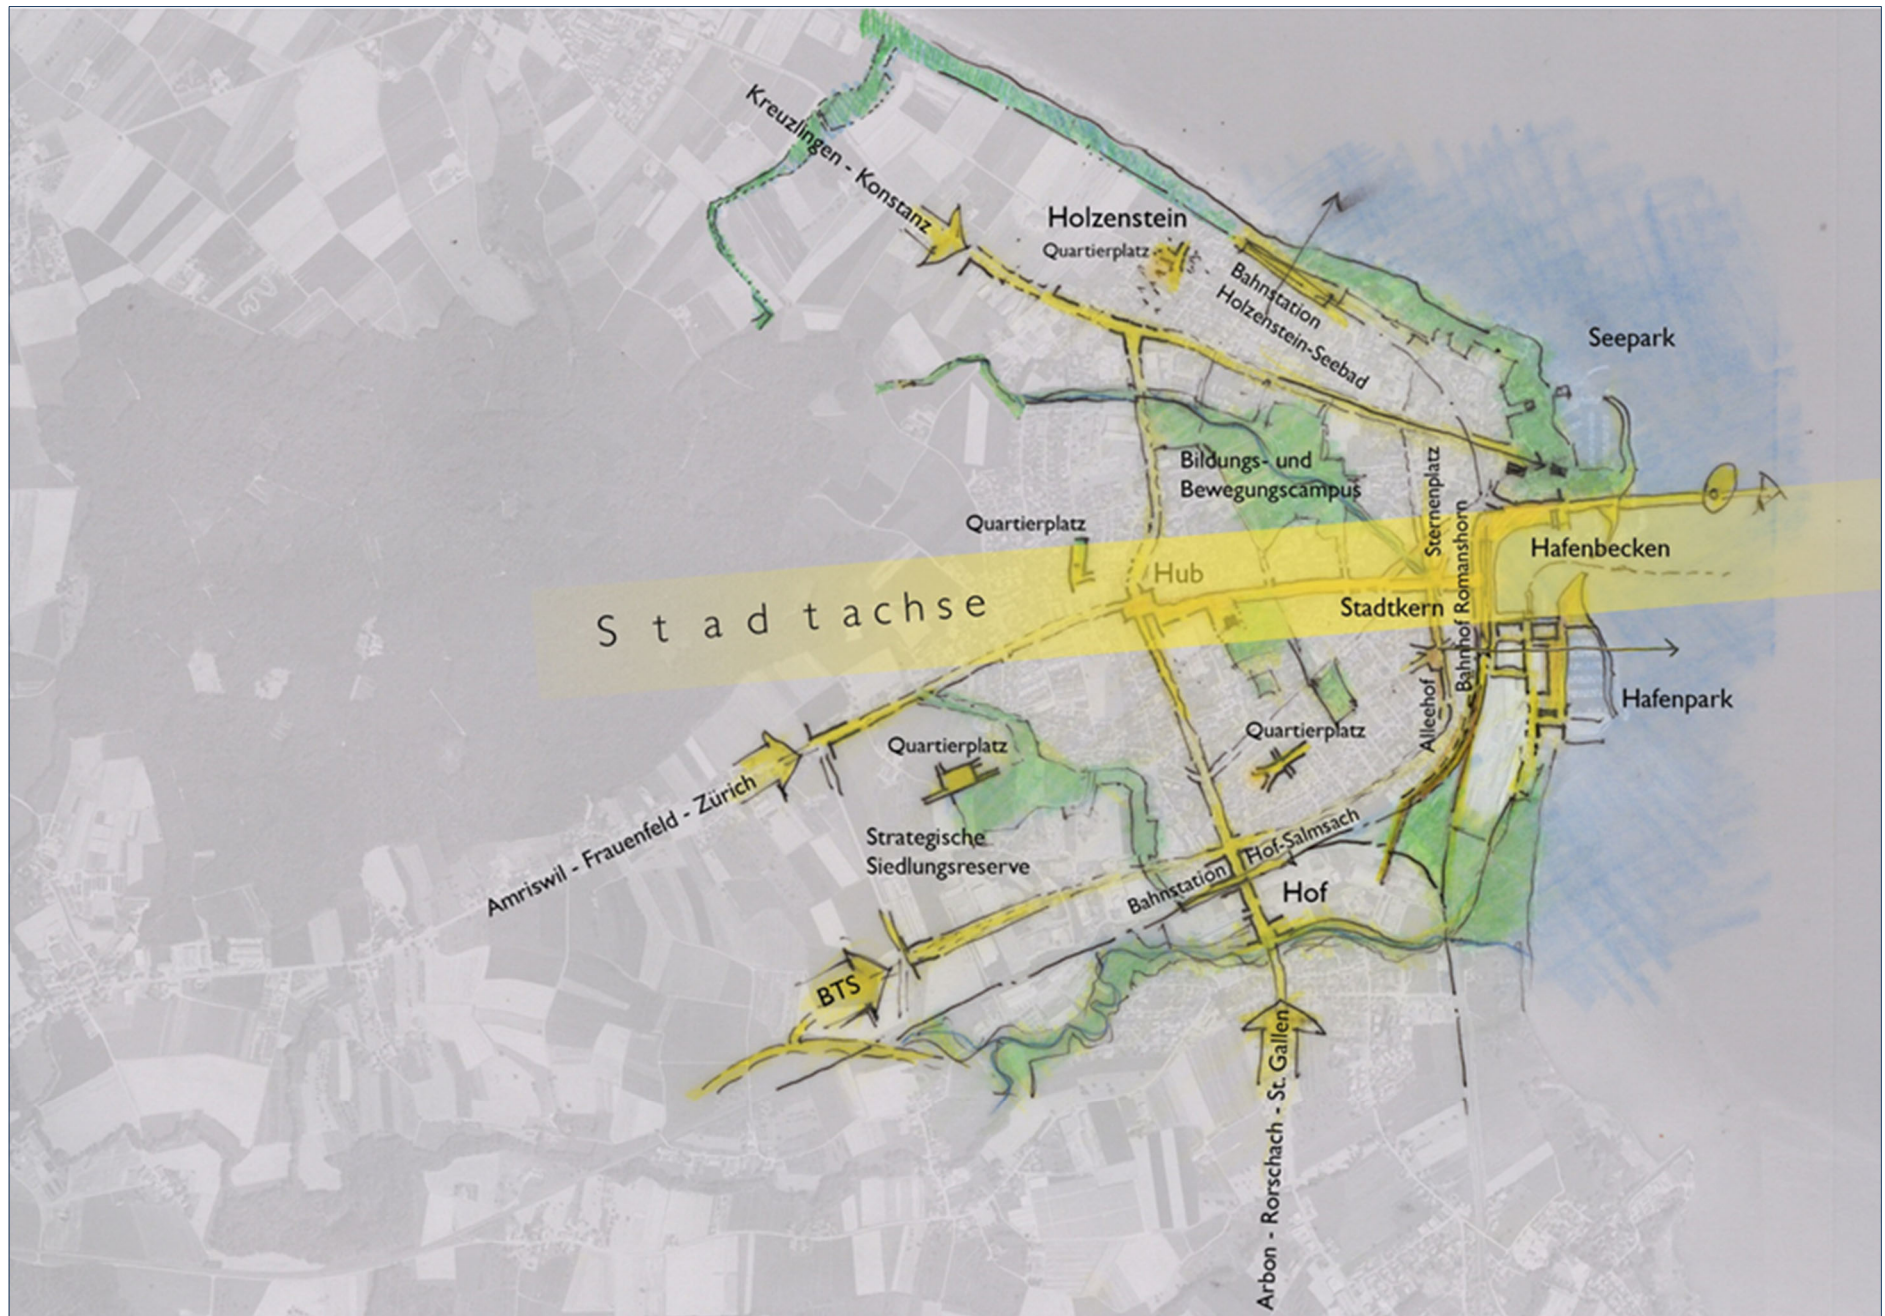 Kreuzlingen - Konstanz
Holzenstein
Quartierplatz
Bahnstation
Holzenstein-Seebad
Seepark
Bildungs- und
Bewegungscampus
Sternenplatz
Bahnhof Romanshorn
Quartierplatz
Hafenbecken
Hub
Stadtachse
Stadtkern
Alleehof
Hafenpark
Quartierplatz
Quartierplatz
Amriswil - Frauenfeld - Zürich
Strategische
Siedlungsreserve
Bahnstation Hof-Salmsach
Hof
BTS
Arbon - Rorschach - St. Gallen